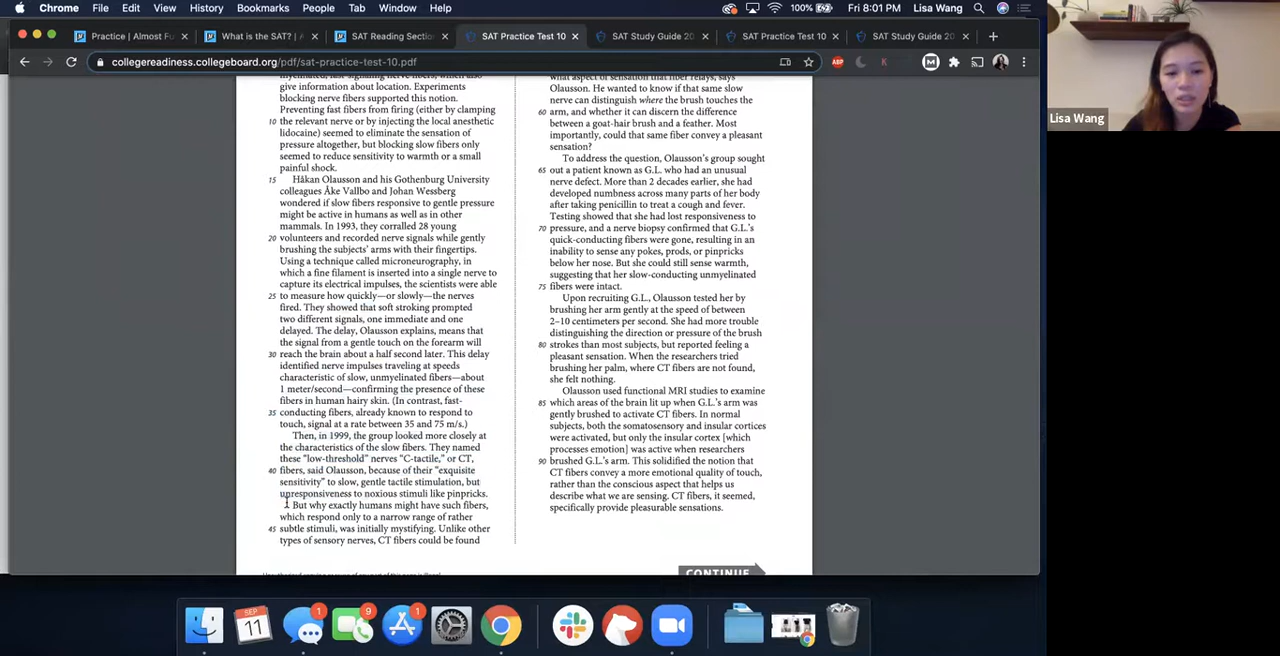 Chrome File Edit View History Bookmarks People Tab Window Help 100% Fri 8:01 PM Lisa Wang
Practice | Almost Fu
What is the SAT? |
SAT Reading Sectio
SAT Practice Test 10
SAT Study Guide 20
SAT Practice Test 10
SAT Study Guide 20
collegereadiness.collegeboard.org/pdf/sat-practice-test-10.pdf
ABP
K
M
myelinated, fast-signaling nerve fibers, which also
give information about location. Experiments
blocking nerve fibers supported this notion.
Preventing fast fibers from firing (either by clamping
10 the relevant nerve or by injecting the local anesthetic
lidocaine) seemed to eliminate the sensation of
pressure altogether, but blocking slow fibers only
seemed to reduce sensitivity to warmth or a small
painful shock.
15 Håkan Olausson and his Gothenburg University
colleagues Åke Vallbo and Johan Wessberg
wondered if slow fibers responsive to gentle pressure
might be active in humans as well as in other
mammals. In 1993, they corralled 28 young
20 volunteers and recorded nerve signals while gently
brushing the subjects' arms with their fingertips.
Using a technique called microneurography, in
which a fine filament is inserted into a single nerve to
capture its electrical impulses, the scientists were able
25 to measure how quickly—or slowly—the nerves
fired. They showed that soft stroking prompted
two different signals, one immediate and one
delayed. The delay, Olausson explains, means that
the signal from a gentle touch on the forearm will
30 reach the brain about a half second later. This delay
identified nerve impulses traveling at speeds
characteristic of slow, unmyelinated fibers—about
1 meter/second—confirming the presence of these
fibers in human hairy skin. (In contrast, fast-
35 conducting fibers, already known to respond to
touch, signal at a rate between 35 and 75 m/s.)
Then, in 1999, the group looked more closely at
the characteristics of the slow fibers. They named
these "low-threshold" nerves "C-tactile," or CT,
40 fibers, said Olausson, because of their "exquisite
sensitivity" to slow, gentle tactile stimulation, but
unresponsiveness to noxious stimuli like pinpricks.
But why exactly humans might have such fibers,
which respond only to a narrow range of rather
45 subtle stimuli, was initially mystifying. Unlike other
types of sensory nerves, CT fibers could be found
what aspect of sensation that fiber relays, says
Olausson. He wanted to know if that same slow
nerve can distinguish where the brush touches the
60 arm, and whether it can discern the difference
between a goat-hair brush and a feather. Most
importantly, could that same fiber convey a pleasant
sensation?
To address the question, Olausson's group sought
65 out a patient known as G.L. who had an unusual
nerve defect. More than 2 decades earlier, she had
developed numbness across many parts of her body
after taking penicillin to treat a cough and fever.
Testing showed that she had lost responsiveness to
70 pressure, and a nerve biopsy confirmed that G.L.'s
quick-conducting fibers were gone, resulting in an
inability to sense any pokes, prods, or pinpricks
below her nose. But she could still sense warmth,
suggesting that her slow-conducting unmyelinated
75 fibers were intact.
Upon recruiting G.L., Olausson tested her by
brushing her arm gently at the speed of between
2–10 centimeters per second. She had more trouble
distinguishing the direction or pressure of the brush
80 strokes than most subjects, but reported feeling a
pleasant sensation. When the researchers tried
brushing her palm, where CT fibers are not found,
she felt nothing.
Olausson used functional MRI studies to examine
85 which areas of the brain lit up when G.L.'s arm was
gently brushed to activate CT fibers. In normal
subjects, both the somatosensory and insular cortices
were activated, but only the insular cortex [which
processes emotion] was active when researchers
90 brushed G.L.'s arm. This solidified the notion that
CT fibers convey a more emotional quality of touch,
rather than the conscious aspect that helps us
describe what we are sensing. CT fibers, it seemed,
specifically provide pleasurable sensations.
CONTINUE
Lisa Wang
SEP
11
1
9
1